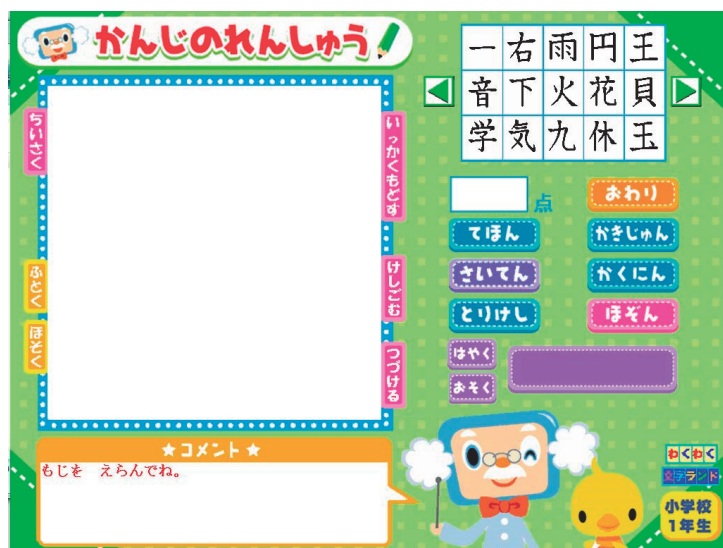 かんじのれんしゅう
一右雨円王
音下火花貝
学気九休玉
ちいさく
ふとく
ほそく
いっかくもどす
けしごむ
つづける
点
おわり
てほん
かきじゅん
さいてん
かくにん
とりけし
ほぞん
はやく
おそく
★コメント★
もじを えらんでね。
わくわく
文字ランド
小学校
1年生